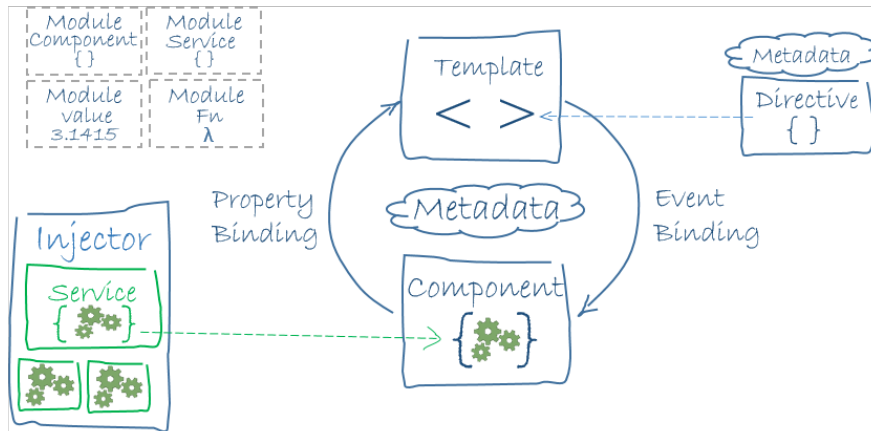 Module
Component
{ }
Module
Service
{ }
Module
value
3.1415
Module
Fn
λ
Template
< >
Metadata
Directive
{ }
Property
Binding
Metadata
Event
Binding
Injector
Service
{ }
Component
{ }